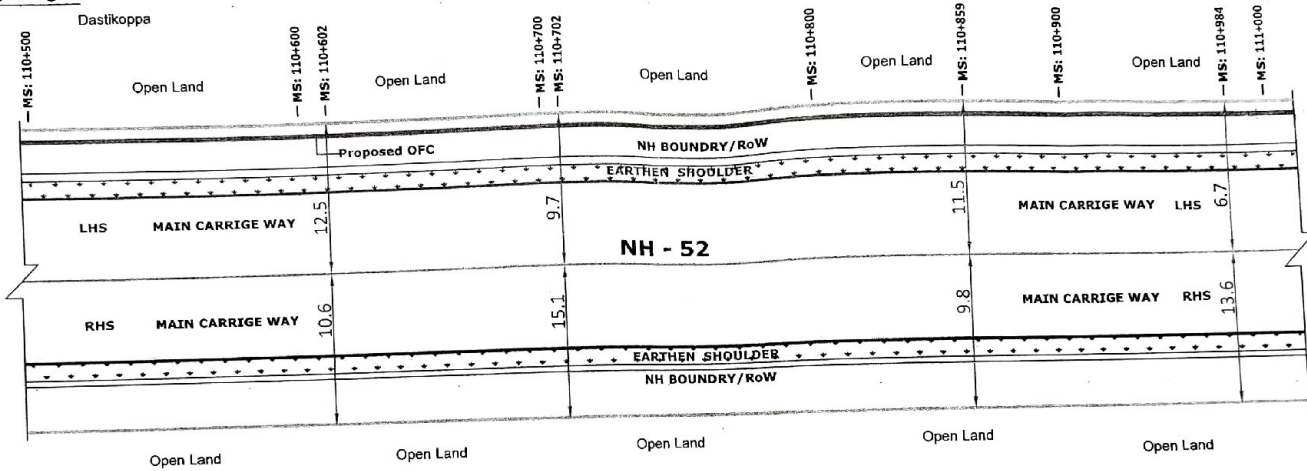 Dastikoppa
MS: 110+500
MS: 110+600
MS: 110+602
MS: 110+700
MS: 110+702
MS: 110+800
MS: 110+859
MS: 110+900
MS: 110+984
MS: 111+000
Open Land
Open Land
Open Land
Open Land
Open Land
Proposed OFC
NH BOUNDRY/RoW
EARTHEN SHOULDER
LHS MAIN CARRIGE WAY
12.5
9.7
11.5
MAIN CARRIGE WAY LHS
6.7
NH - 52
RHS MAIN CARRIGE WAY
10.6
15.1
9.8
MAIN CARRIGE WAY RHS
13.6
EARTHEN SHOULDER
NH BOUNDRY/RoW
Open Land
Open Land
Open Land
Open Land
Open Land